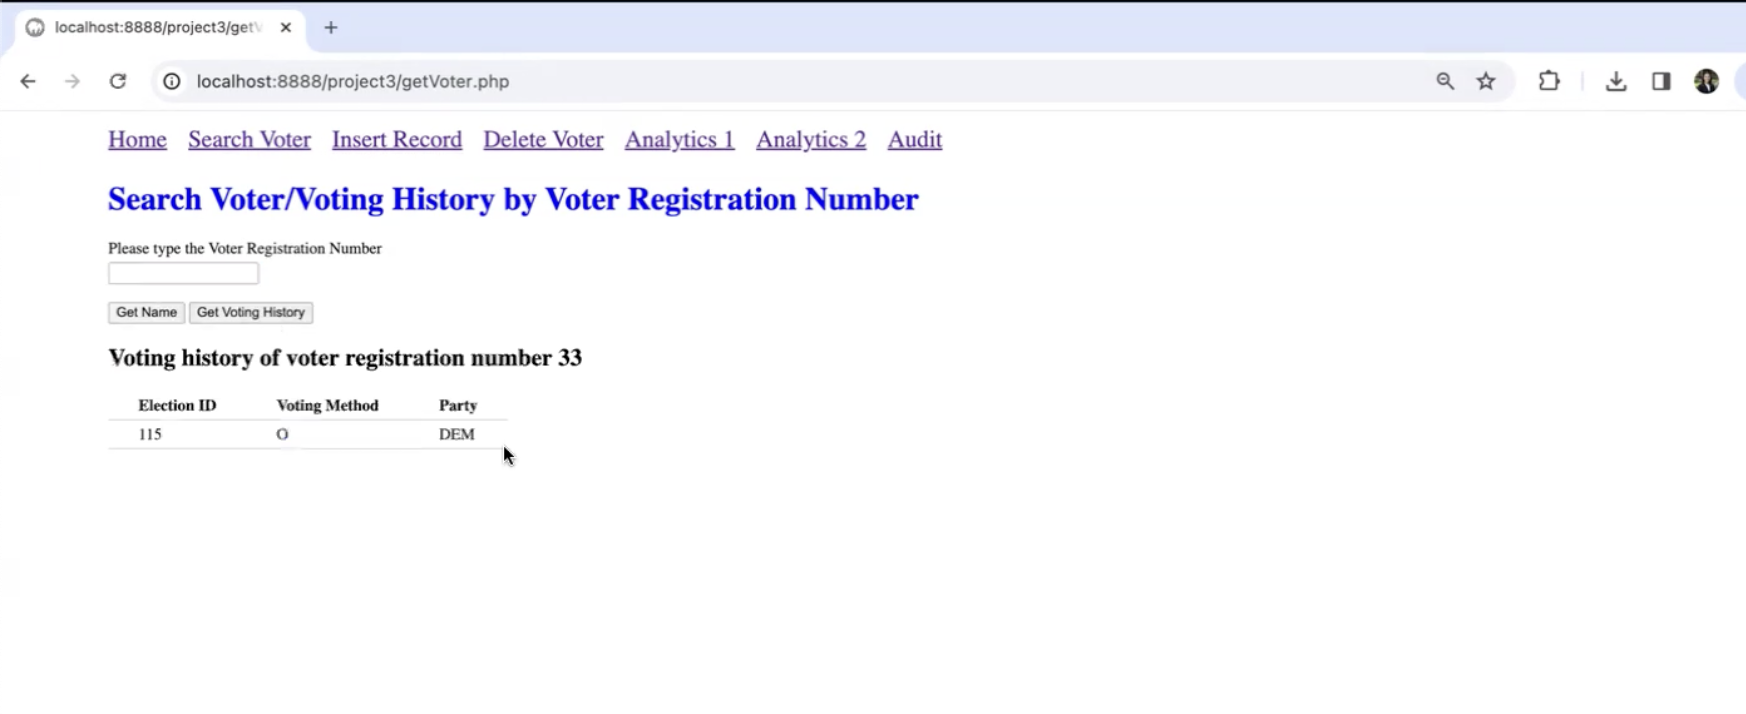 localhost:8888/project3/getV
localhost:8888/project3/getVoter.php
Home Search Voter Insert Record Delete Voter Analytics 1 Analytics 2 Audit
Search Voter/Voting History by Voter Registration Number
Please type the Voter Registration Number
Get Name Get Voting History
Voting history of voter registration number 33
Election ID Voting Method Party
115 O DEM